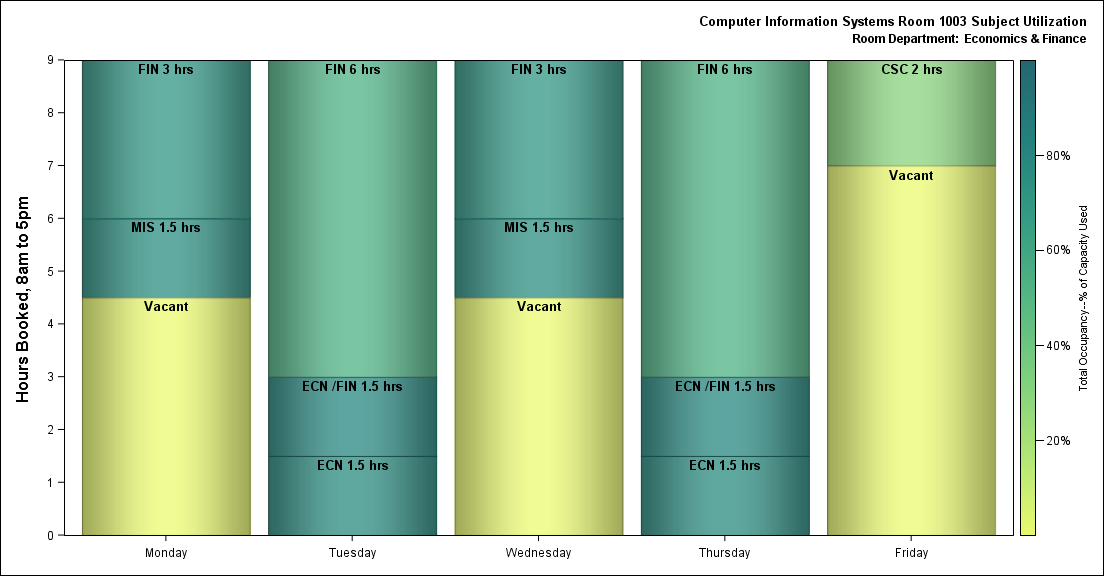 Computer Information Systems Room 1003 Subject Utilization
Room Department: Economics & Finance
Hours Booked, 8am to 5pm
9
8
7
6
5
4
3
2
1
0
FIN 3 hrs
MIS 1.5 hrs
Vacant
FIN 6 hrs
ECN /FIN 1.5 hrs
ECN 1.5 hrs
FIN 3 hrs
MIS 1.5 hrs
Vacant
FIN 6 hrs
ECN /FIN 1.5 hrs
ECN 1.5 hrs
CSC 2 hrs
Vacant
Monday
Tuesday
Wednesday
Thursday
Friday
80%
60%
40%
20%
Total Occupancy--% of Capacity Used